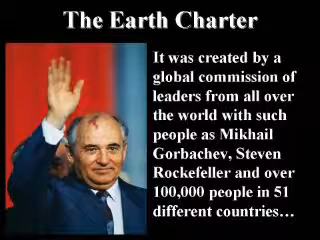 The Earth Charter
It was created by a
global commission of
leaders from all over
the world with such
people as Mikhail
Gorbachev, Steven
Rockefeller and over
100,000 people in 51
different countries…